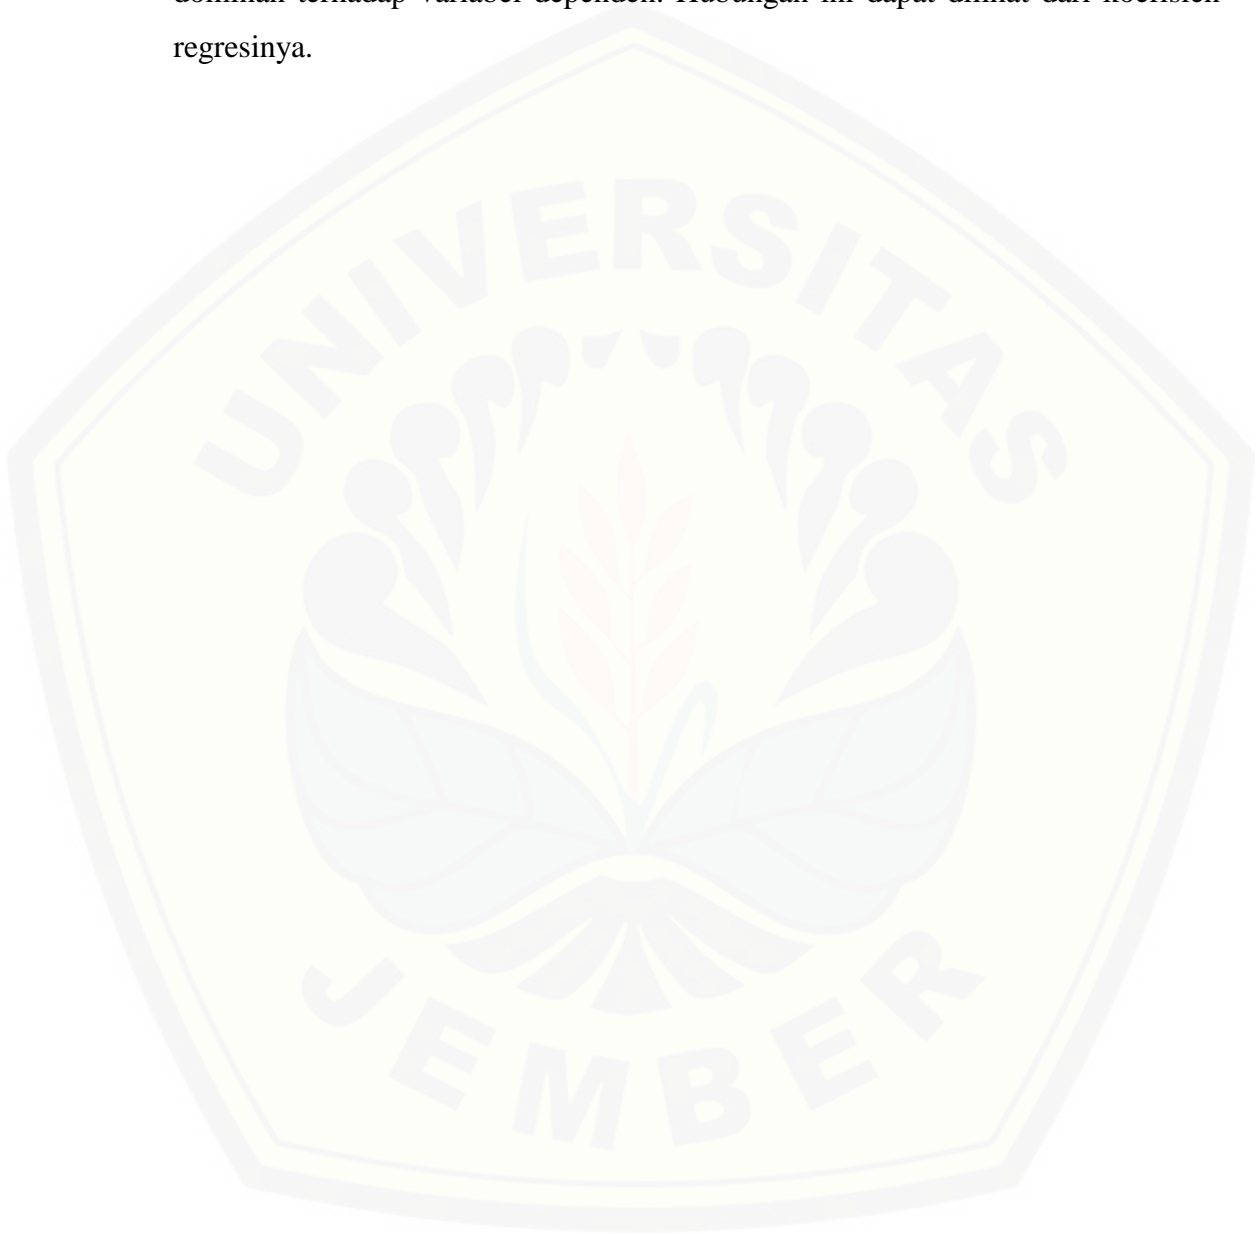 dominan terhadap variabel dependen. Hubungan ini dapat dilihat dari koefisien
regresinya.
UNIVERSITAS
JEMBER